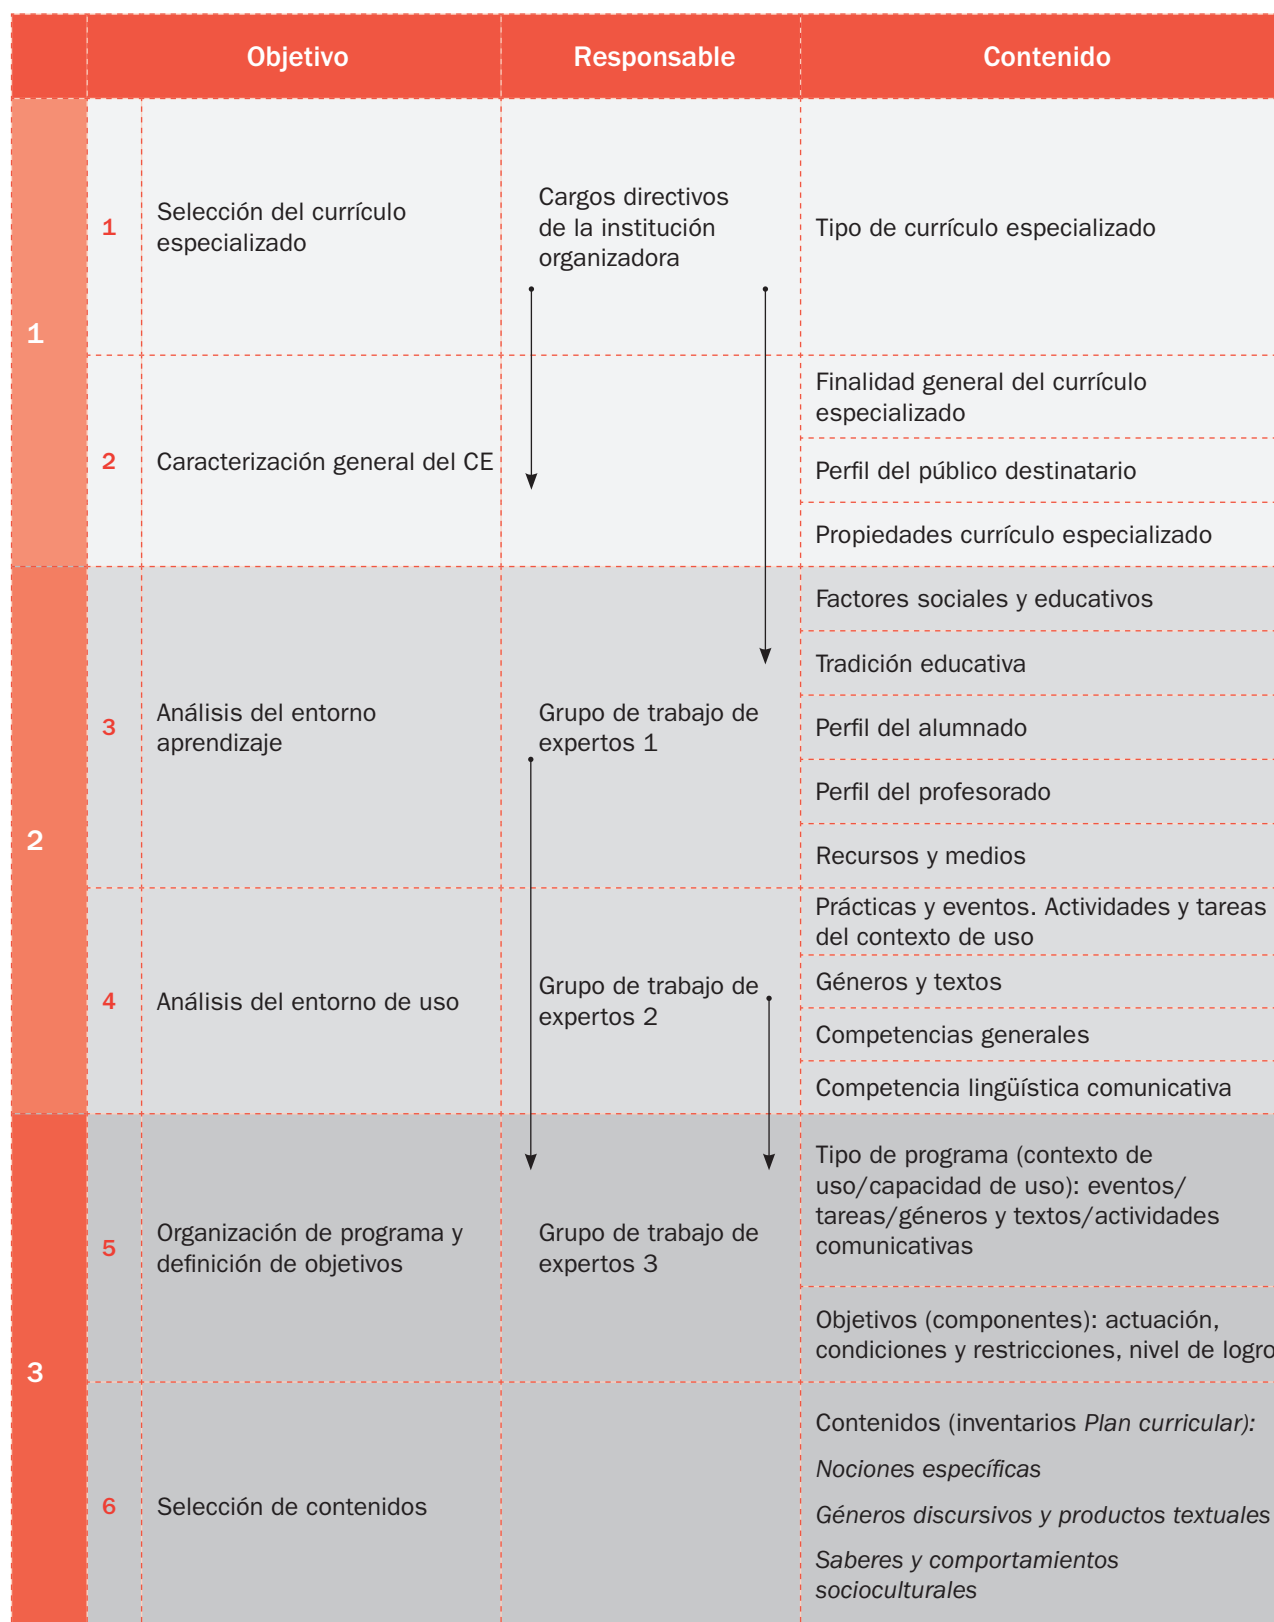 Objetivo
Responsable
Contenido
1
1
Selección del currículo
especializado
Cargos directivos
de la institución
organizadora
Tipo de currículo especializado
2
Caracterización general del CE
Finalidad general del currículo
especializado
Perfil del público destinatario
Propiedades currículo especializado
2
3
Análisis del entorno
aprendizaje
Grupo de trabajo de
expertos 1
Factores sociales y educativos
Tradición educativa
Perfil del alumnado
Perfil del profesorado
Recursos y medios
4
Análisis del entorno de uso
Grupo de trabajo de
expertos 2
Prácticas y eventos. Actividades y tareas
del contexto de uso
Géneros y textos
Competencias generales
Competencia lingüística comunicativa
3
5
Organización de programa y
definición de objetivos
Grupo de trabajo de
expertos 3
Tipo de programa (contexto de
uso/capacidad de uso): eventos/
tareas/géneros y textos/actividades
comunicativas
Objetivos (componentes): actuación,
condiciones y restricciones, nivel de logro
6
Selección de contenidos
Contenidos (inventarios Plan curricular):
Nociones específicas
Géneros discursivos y productos textuales
Saberes y comportamientos
socioculturales